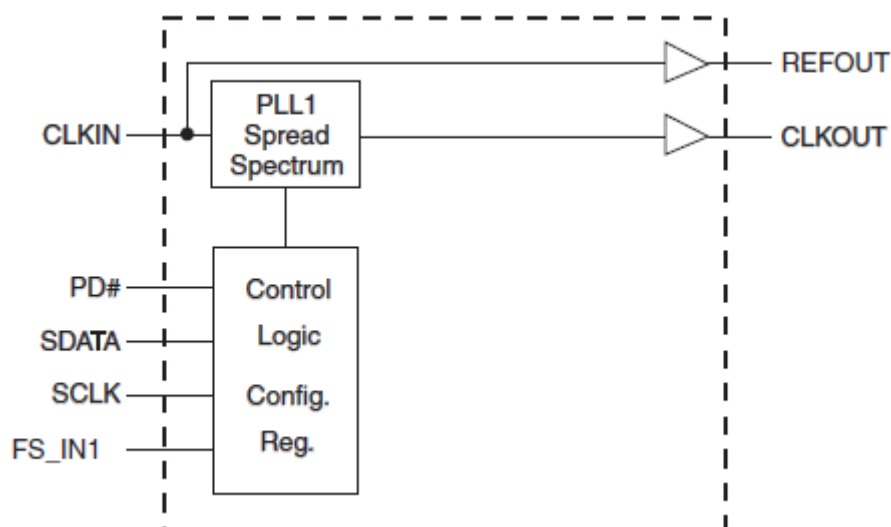 REFOUT
PLL1
Spread
Spectrum
CLKIN
CLKOUT
PD#
SDATA
SCLK
FS_IN1
Control
Logic
Config.
Reg.